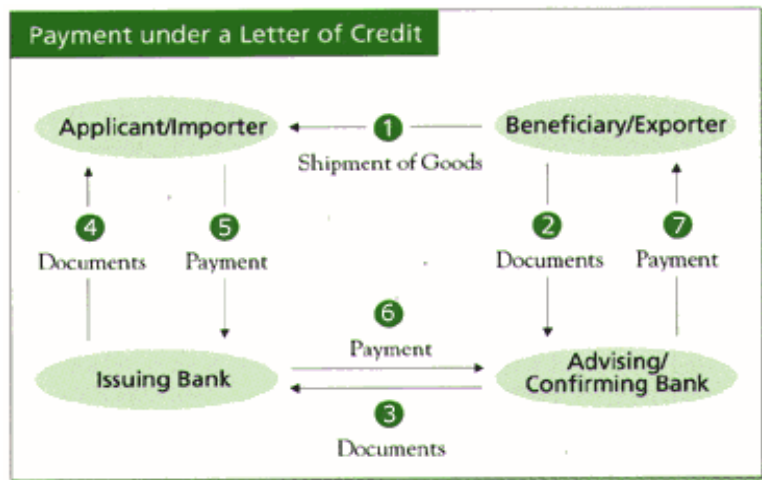 Payment under a Letter of Credit
Applicant/Importer
1
Beneficiary/Exporter
Shipment of Goods
4
5
2
7
Documents
Payment
Documents
Payment
6
Payment
Issuing Bank
Advising/
Confirming Bank
3
Documents